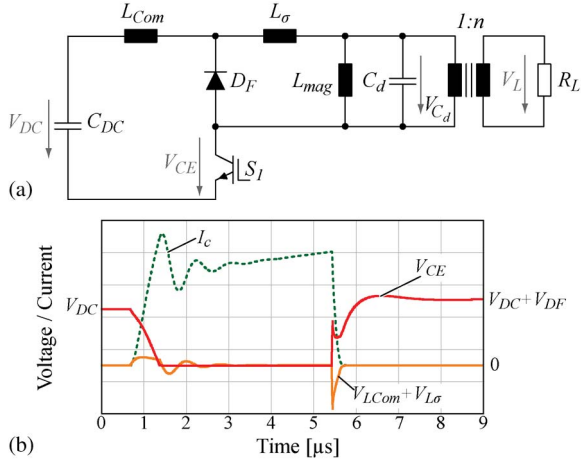 L_Com
L_σ
1:n
D_F
L_mag
C_d
V_Cd
V_L
R_L
V_DC
C_DC
V_CE
S_1
(a)
I_c
V_CE
V_DC
V_DC+V_DF
0
V_LCom+V_Lσ
Voltage / Current
0 1 2 3 4 5 6 7 8 9
Time [µs]
(b)